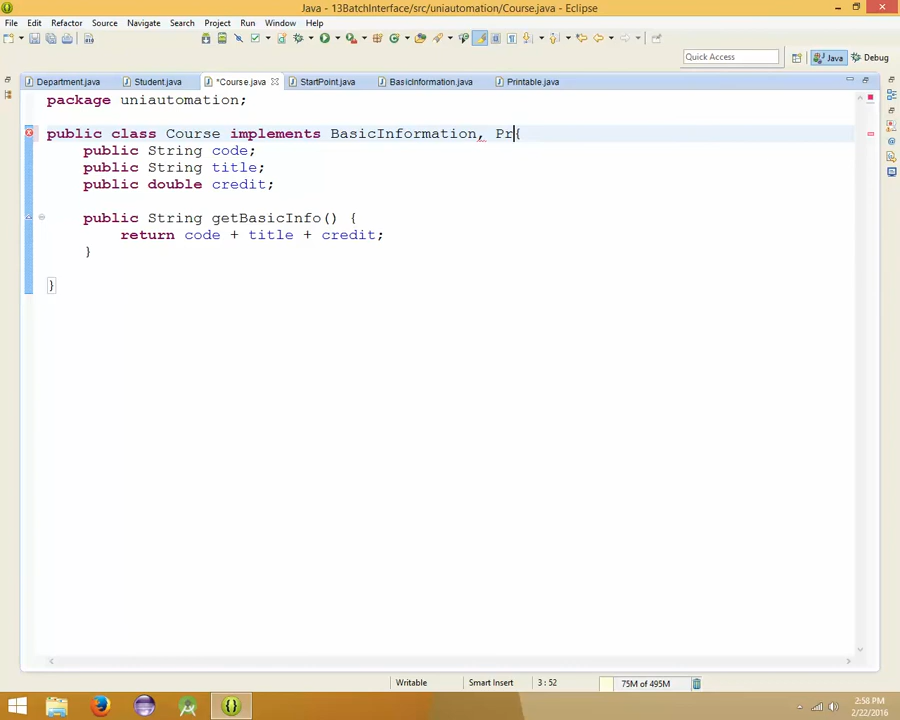 Java - 13BatchInterface/src/uniautomation/Course.java - Eclipse
File Edit Refactor Source Navigate Search Project Run Window Help
Quick Access
Java
Debug
Department.java
Student.java
*Course.java
StartPoint.java
BasicInformation.java
Printable.java
package uniautomation;
public class Course implements BasicInformation, Pr{
public String code;
public String title;
public double credit;
public String getBasicInfo() {
return code + title + credit;
}
}
Writable
Smart Insert
3 : 52
75M of 495M
2:58 PM
2/22/2016